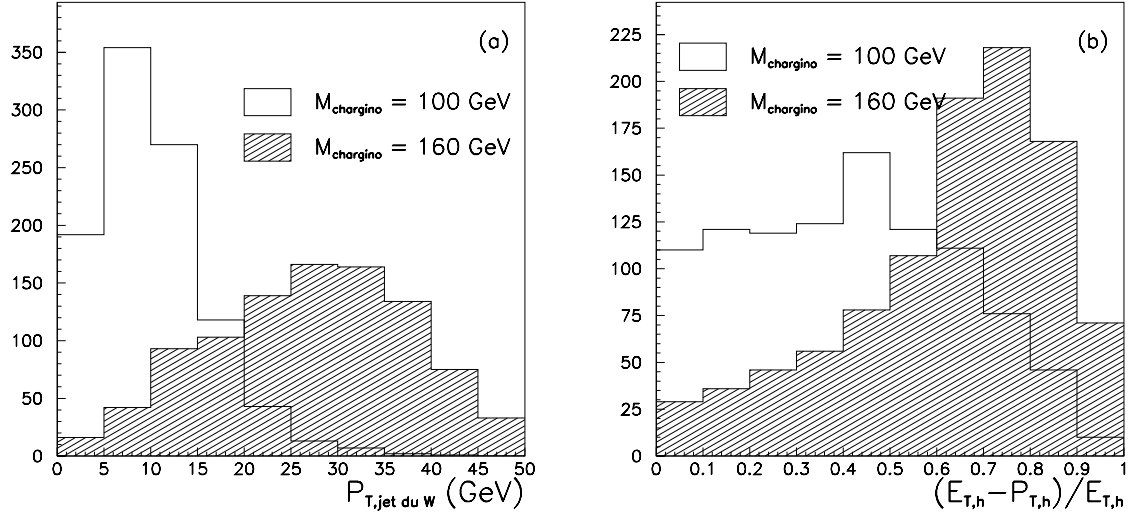 (a)
M_chargino = 100 GeV
M_chargino = 160 GeV
350
300
250
200
150
100
50
0
0 5 10 15 20 25 30 35 40 45 50
P_T,jet du W (GeV)
(b)
M_chargino = 100 GeV
M_chargino = 160 GeV
225
200
175
150
125
100
75
50
25
0
0 0.1 0.2 0.3 0.4 0.5 0.6 0.7 0.8 0.9 1
(E_T,h−P_T,h)/E_T,h